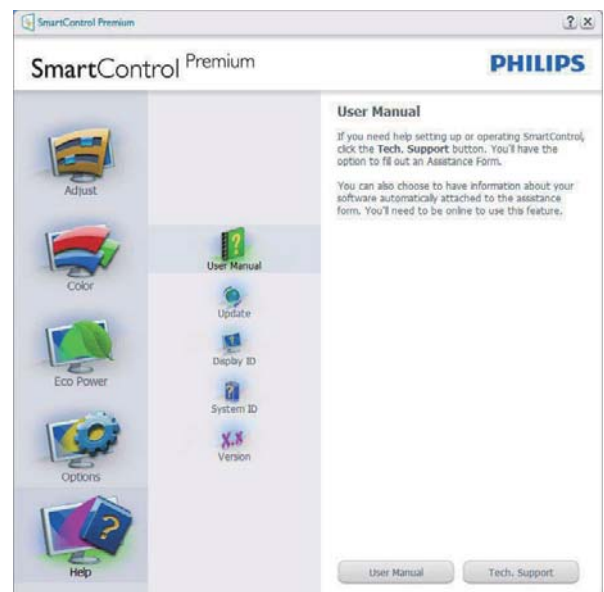 SmartControl Premium
? x
SmartControl Premium
PHILIPS
Adjust
Color
Eco Power
Options
Help
User Manual
Update
Display ID
System ID
X.X
Version
User Manual
If you need help setting up or operating SmartControl,
click the Tech. Support button. You'll have the
option to fill out an Assistance Form.
You can also choose to have information about your
software automatically attached to the assistance
form. You'll need to be online to use this feature.
User Manual
Tech. Support